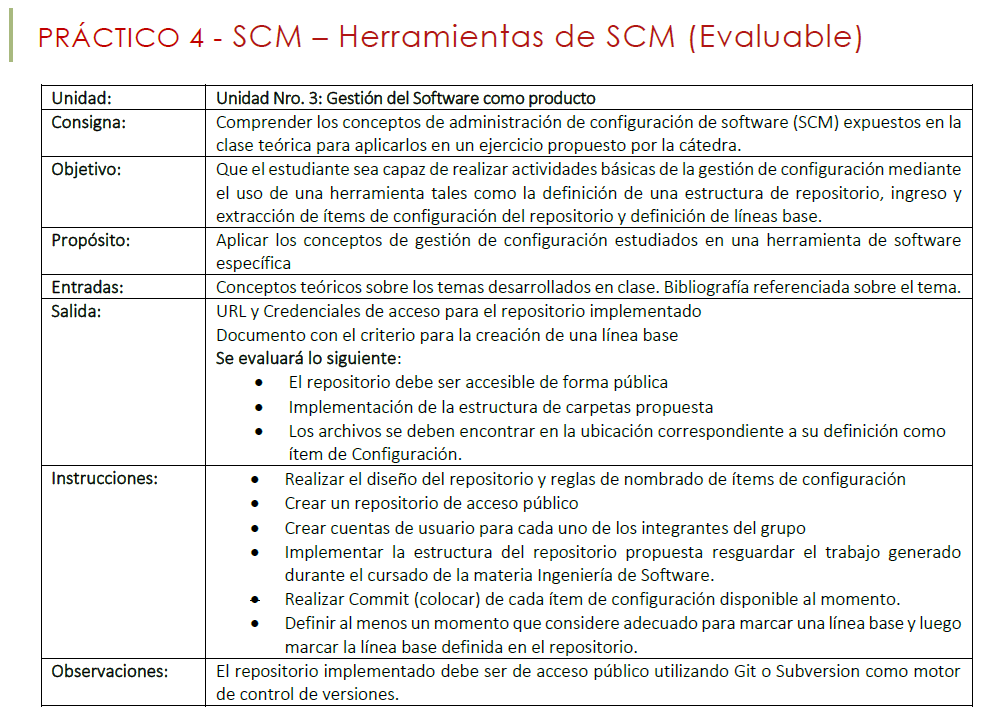 PRÁCTICO 4 - SCM – Herramientas de SCM (Evaluable)
Unidad: Unidad Nro. 3: Gestión del Software como producto
Consigna: Comprender los conceptos de administración de configuración de software (SCM) expuestos en la
clase teórica para aplicarlos en un ejercicio propuesto por la cátedra.
Objetivo: Que el estudiante sea capaz de realizar actividades básicas de la gestión de configuración mediante
el uso de una herramienta tales como la definición de una estructura de repositorio, ingreso y
extracción de ítems de configuración del repositorio y definición de líneas base.
Propósito: Aplicar los conceptos de gestión de configuración estudiados en una herramienta de software
específica
Entradas: Conceptos teóricos sobre los temas desarrollados en clase. Bibliografía referenciada sobre el tema.
Salida: URL y Credenciales de acceso para el repositorio implementado
Documento con el criterio para la creación de una línea base
Se evaluará lo siguiente:
• El repositorio debe ser accesible de forma pública
• Implementación de la estructura de carpetas propuesta
• Los archivos se deben encontrar en la ubicación correspondiente a su definición como
ítem de Configuración.
Instrucciones: • Realizar el diseño del repositorio y reglas de nombrado de ítems de configuración
• Crear un repositorio de acceso público
• Crear cuentas de usuario para cada uno de los integrantes del grupo
• Implementar la estructura del repositorio propuesta resguardar el trabajo generado
durante el cursado de la materia Ingeniería de Software.
• Realizar Commit (colocar) de cada ítem de configuración disponible al momento.
• Definir al menos un momento que considere adecuado para marcar una línea base y luego
marcar la línea base definida en el repositorio.
Observaciones: El repositorio implementado debe ser de acceso público utilizando Git o Subversion como motor
de control de versiones.